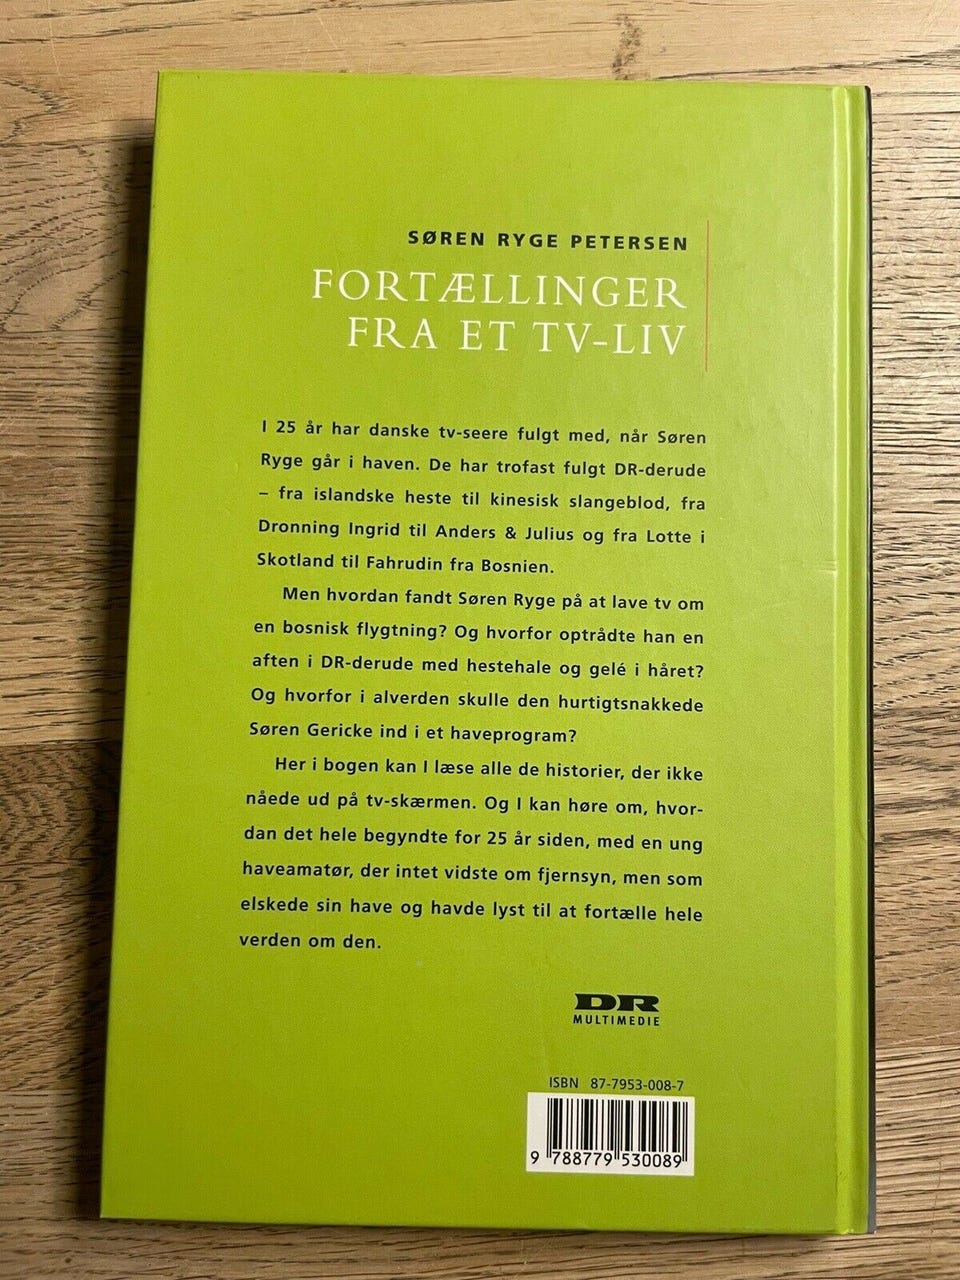 SØREN RYGE PETERSEN
FORTÆLLINGER
FRA ET TV-LIV
I 25 år har danske tv-seere fulgt med, når Søren
Ryge går i haven. De har trofast fulgt DR-derude
– fra islandske heste til kinesisk slangeblod, fra
Dronning Ingrid til Anders & Julius og fra Lotte i
Skotland til Fahrudin fra Bosnien.
Men hvordan fandt Søren Ryge på at lave tv om
en bosnisk flygtning? Og hvorfor optrådte han en
aften i DR-derude med hestehale og gelé i håret?
Og hvorfor i alverden skulle den hurtigtsnakkede
Søren Gericke ind i et haveprogram?
Her i bogen kan I læse alle de historier, der ikke
nåede ud på tv-skærmen. Og I kan høre om, hvor-
dan det hele begyndte for 25 år siden, med en ung
haveamatør, der intet vidste om fjernsyn, men som
elskede sin have og havde lyst til at fortælle hele
verden om den.
DR
MULTIMEDIE
ISBN 87-7953-008-7
9 788779 530089